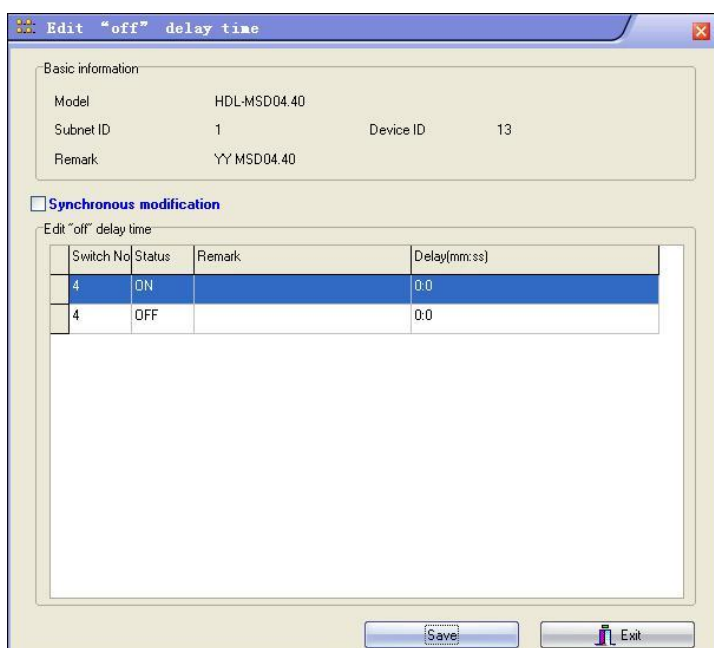 Edit “off” delay time
Basic information
Model HDL-MSD04.40
Subnet ID 1 Device ID 13
Remark YY MSD04.40
Synchronous modification
Edit "off" delay time
Switch No Status Remark Delay(mm:ss)
4 ON 0:0
4 OFF 0:0
Save Exit